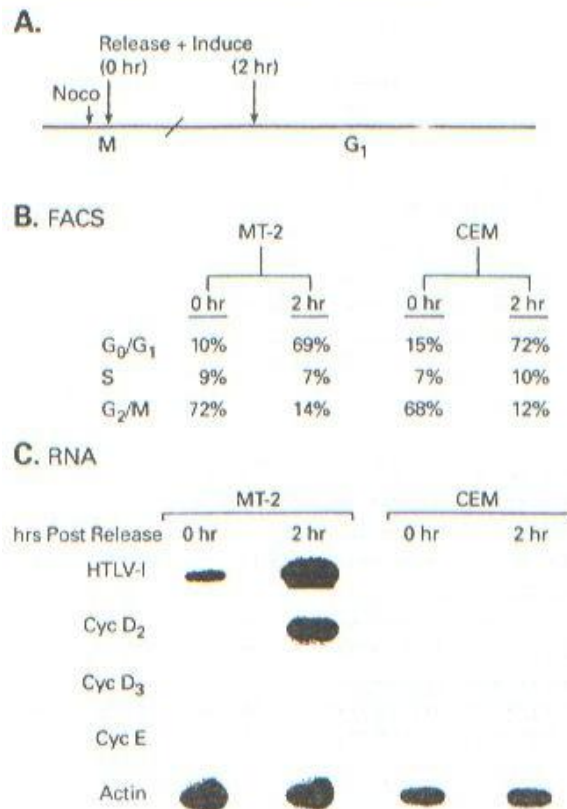 A.
Release + Induce
(0 hr) (2 hr)
Noco
M G1
B. FACS
MT-2 CEM
0 hr 2 hr 0 hr 2 hr
G0/G1 10% 69% 15% 72%
S 9% 7% 7% 10%
G2/M 72% 14% 68% 12%
C. RNA
MT-2 CEM
hrs Post Release 0 hr 2 hr 0 hr 2 hr
HTLV-I
Cyc D2
Cyc D3
Cyc E
Actin